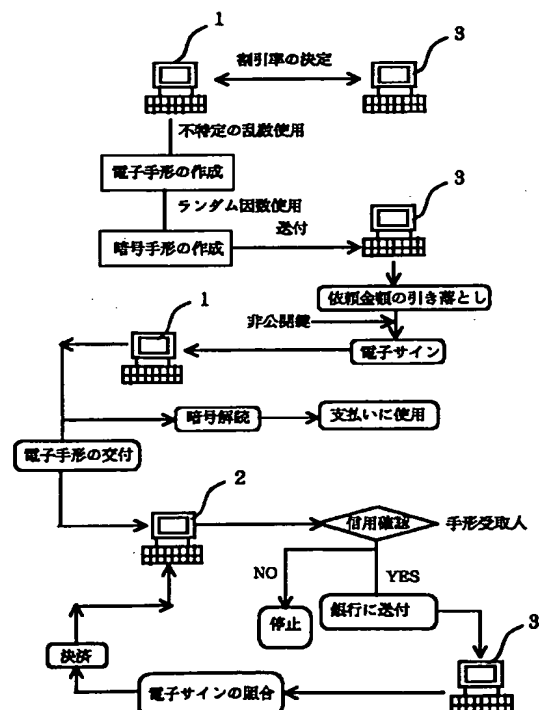 1
3
割引率の決定
不特定の乱数使用
電子手形の作成
ランダム因数使用
3
暗号手形の作成
送付
依頼金額の引き落とし
1
非公開鍵
電子サイン
暗号解続
支払いに使用
電子手形の交付
2
信用確認
手形受取人
NO
YES
停止
銀行に送付
3
決済
電子サインの照合
3